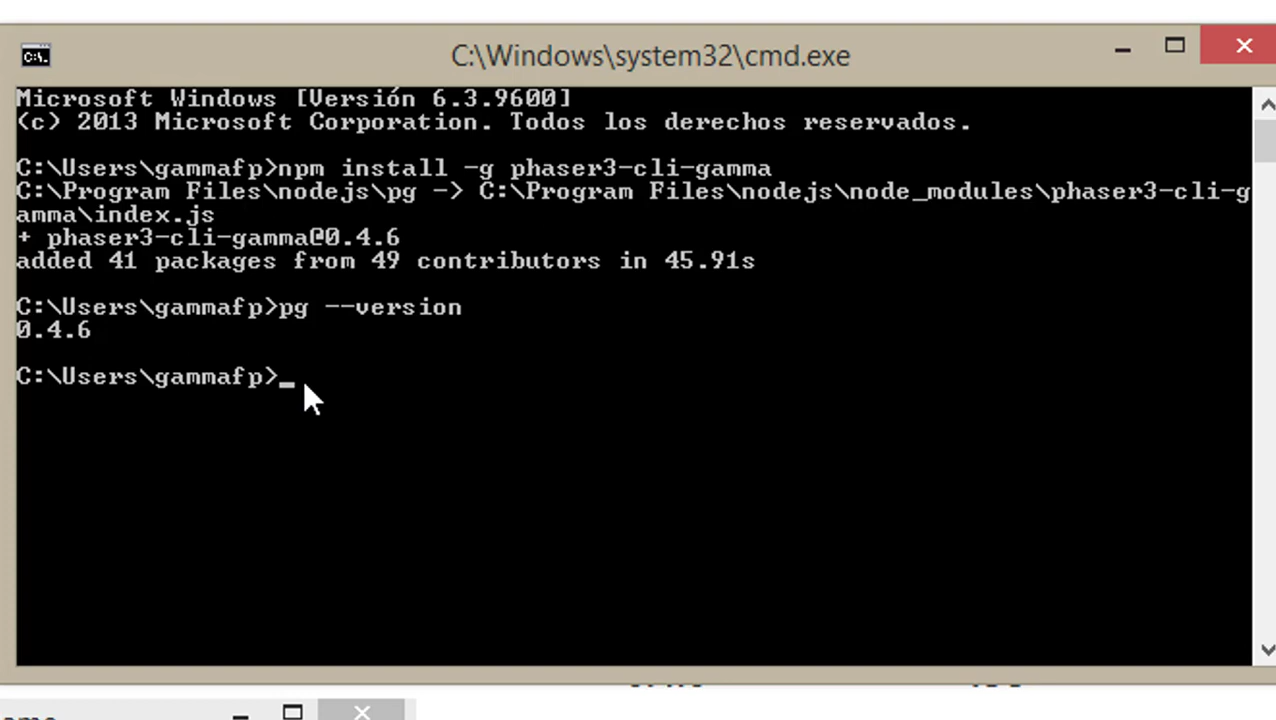 C:\Windows\system32\cmd.exe
Microsoft Windows [Versión 6.3.9600]
(c) 2013 Microsoft Corporation. Todos los derechos reservados.
C:\Users\gammafp>npm install -g phaser3-cli-gamma
C:\Program Files\nodejs\pg -> C:\Program Files\nodejs\node_modules\phaser3-cli-g
amma\index.js
+ phaser3-cli-gamma@0.4.6
added 41 packages from 49 contributors in 45.91s
C:\Users\gammafp>pg --version
0.4.6
C:\Users\gammafp>_